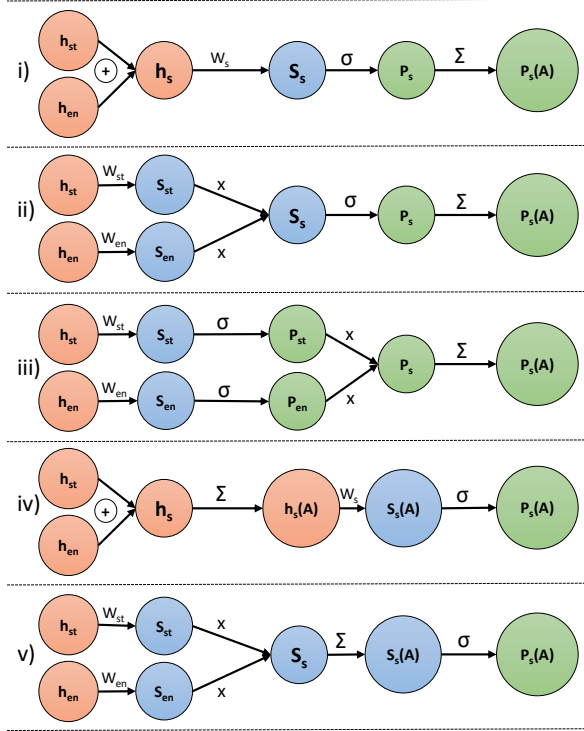 h_st
i) + h_s W_s S_s σ P_s Σ P_s(A)
h_en
h_st W_st S_st x
ii) S_s σ P_s Σ P_s(A)
h_en W_en S_en x
h_st W_st S_st σ P_st x
iii) P_s Σ P_s(A)
h_en W_en S_en σ P_en x
h_st
iv) + h_s Σ h_s(A) W_s S_s(A) σ P_s(A)
h_en
h_st W_st S_st x
v) S_s Σ S_s(A) σ P_s(A)
h_en W_en S_en x